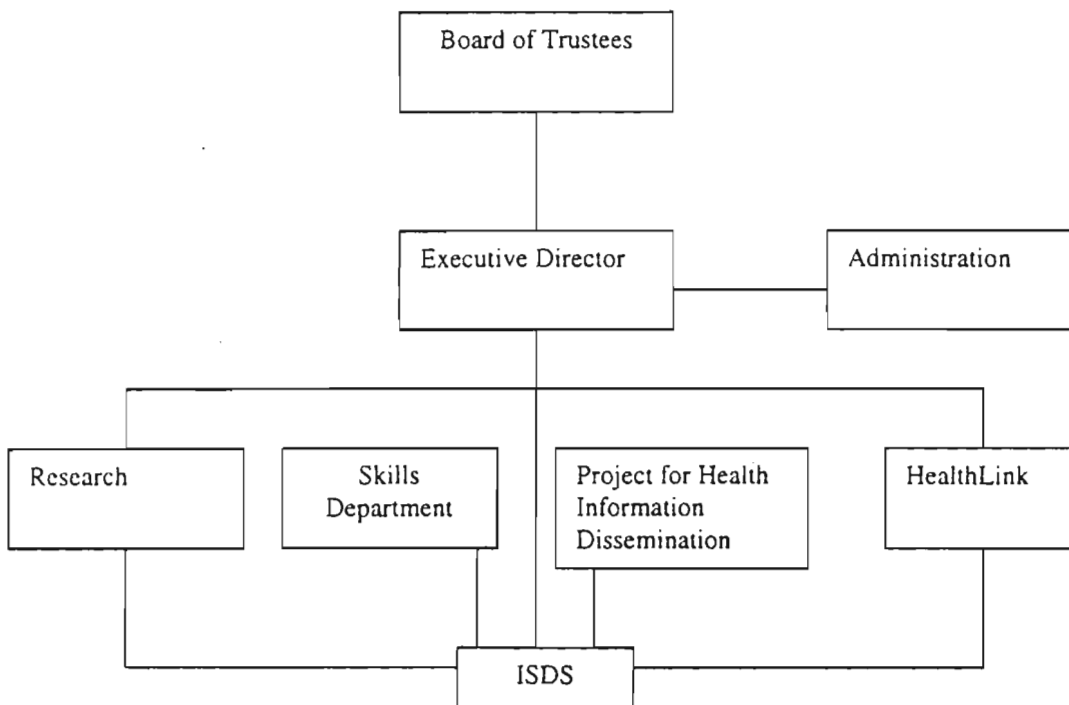 Board of Trustees
Executive Director
Administration
Research
Skills
Department
Project for Health
Information
Dissemination
HealthLink
ISDS